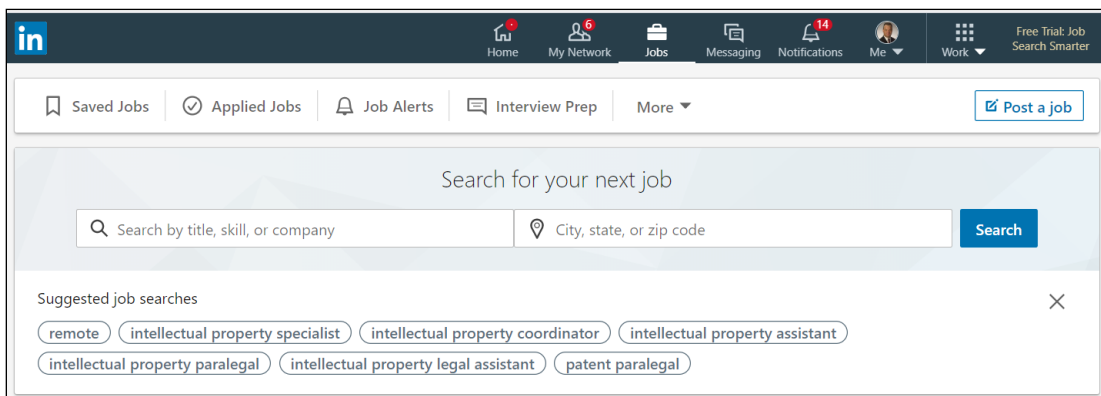 in
6
14
Home
My Network
Jobs
Messaging
Notifications
Me
Work
Free Trial: Job
Search Smarter
Saved Jobs
Applied Jobs
Job Alerts
Interview Prep
More
Post a job
Search for your next job
Search by title, skill, or company
City, state, or zip code
Search
Suggested job searches
remote
intellectual property specialist
intellectual property coordinator
intellectual property assistant
intellectual property paralegal
intellectual property legal assistant
patent paralegal